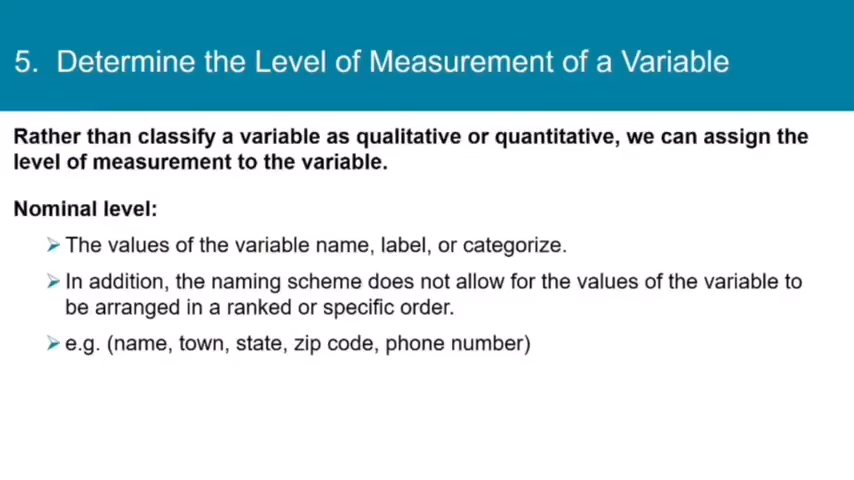 5. Determine the Level of Measurement of a Variable
Rather than classify a variable as qualitative or quantitative, we can assign the
level of measurement to the variable.
Nominal level:
➢ The values of the variable name, label, or categorize.
➢ In addition, the naming scheme does not allow for the values of the variable to
be arranged in a ranked or specific order.
➢ e.g. (name, town, state, zip code, phone number)